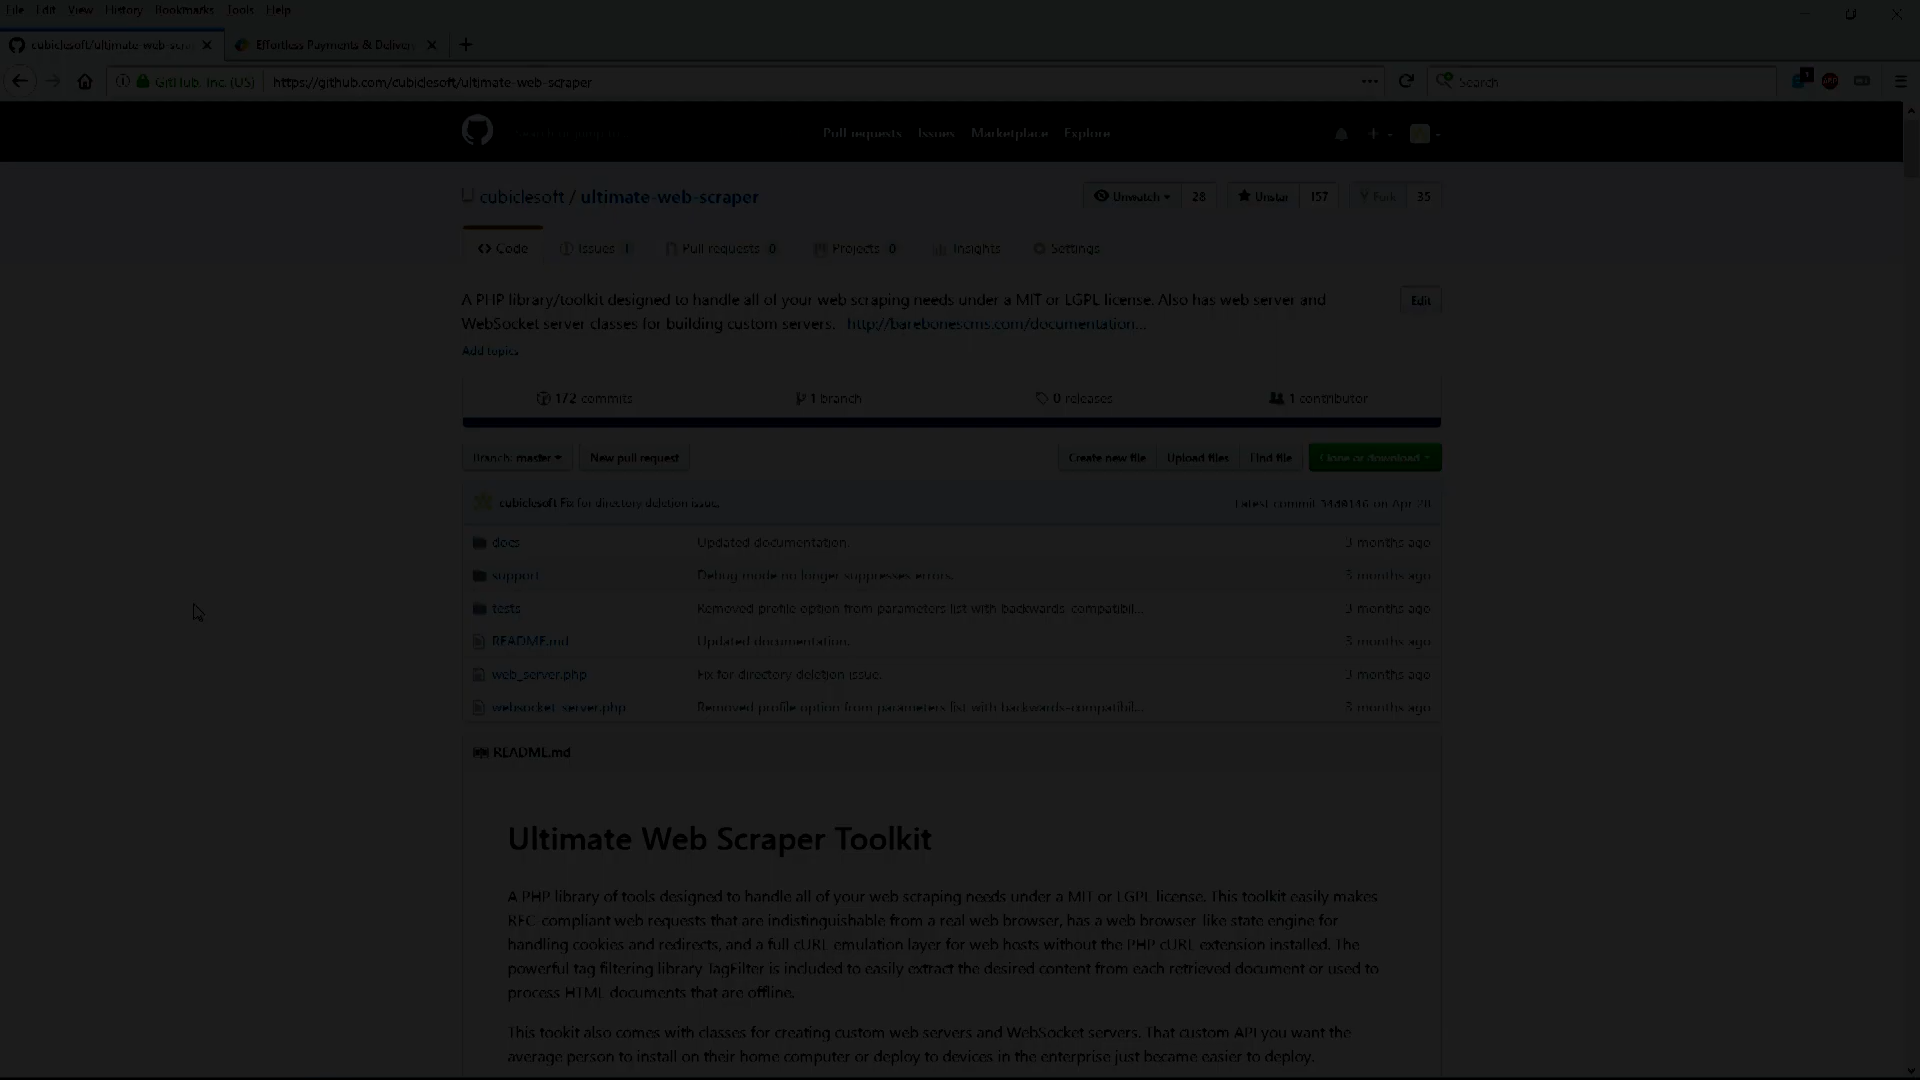 File Edit View History Bookmarks Tools Help
cubiclesoft/ultimate-web-scra
Effortless Payments & Deliver
GitHub, Inc. (US) https://github.com/cubiclesoft/ultimate-web-scraper Search
Pull requests Issues Marketplace Explore
cubiclesoft / ultimate-web-scraper Unwatch 28 Unstar 157 Fork 35
Code Issues 1 Pull requests 0 Projects 0 Insights Settings
A PHP library/toolkit designed to handle all of your web scraping needs under a MIT or LGPL license. Also has web server and Edit
WebSocket server classes for building custom servers. http://barebonescms.com/documentation...
Add topics
172 commits 1 branch 0 releases 1 contributor
Branch: master New pull request Create new file Upload files Find file Clone or download
cubiclesoft Fix for directory deletion issue. Latest commit on Apr 20
docs Updated documentation. 3 months ago
support Debug mode no longer suppresses errors. 3 months ago
tests Removed profile option from parameters list with backwards-compatibil... 3 months ago
README.md Updated documentation. 3 months ago
web_server.php Fix for directory deletion issue. 3 months ago
websocket_server.php Removed profile option from parameters list with backwards-compatibil... 3 months ago
README.md
Ultimate Web Scraper Toolkit
A PHP library of tools designed to handle all of your web scraping needs under a MIT or LGPL license. This toolkit easily makes
RFC-compliant web requests that are indistinguishable from a real web browser, has a web browser-like state engine for
handling cookies and redirects, and a full cURL emulation layer for web hosts without the PHP cURL extension installed. The
powerful tag filtering library TagFilter is included to easily extract the desired content from each retrieved document or used to
process HTML documents that are offline.
This tookit also comes with classes for creating custom web servers and WebSocket servers. That custom API you want the
average person to install on their home computer or deploy to devices in the enterprise just became easier to deploy.